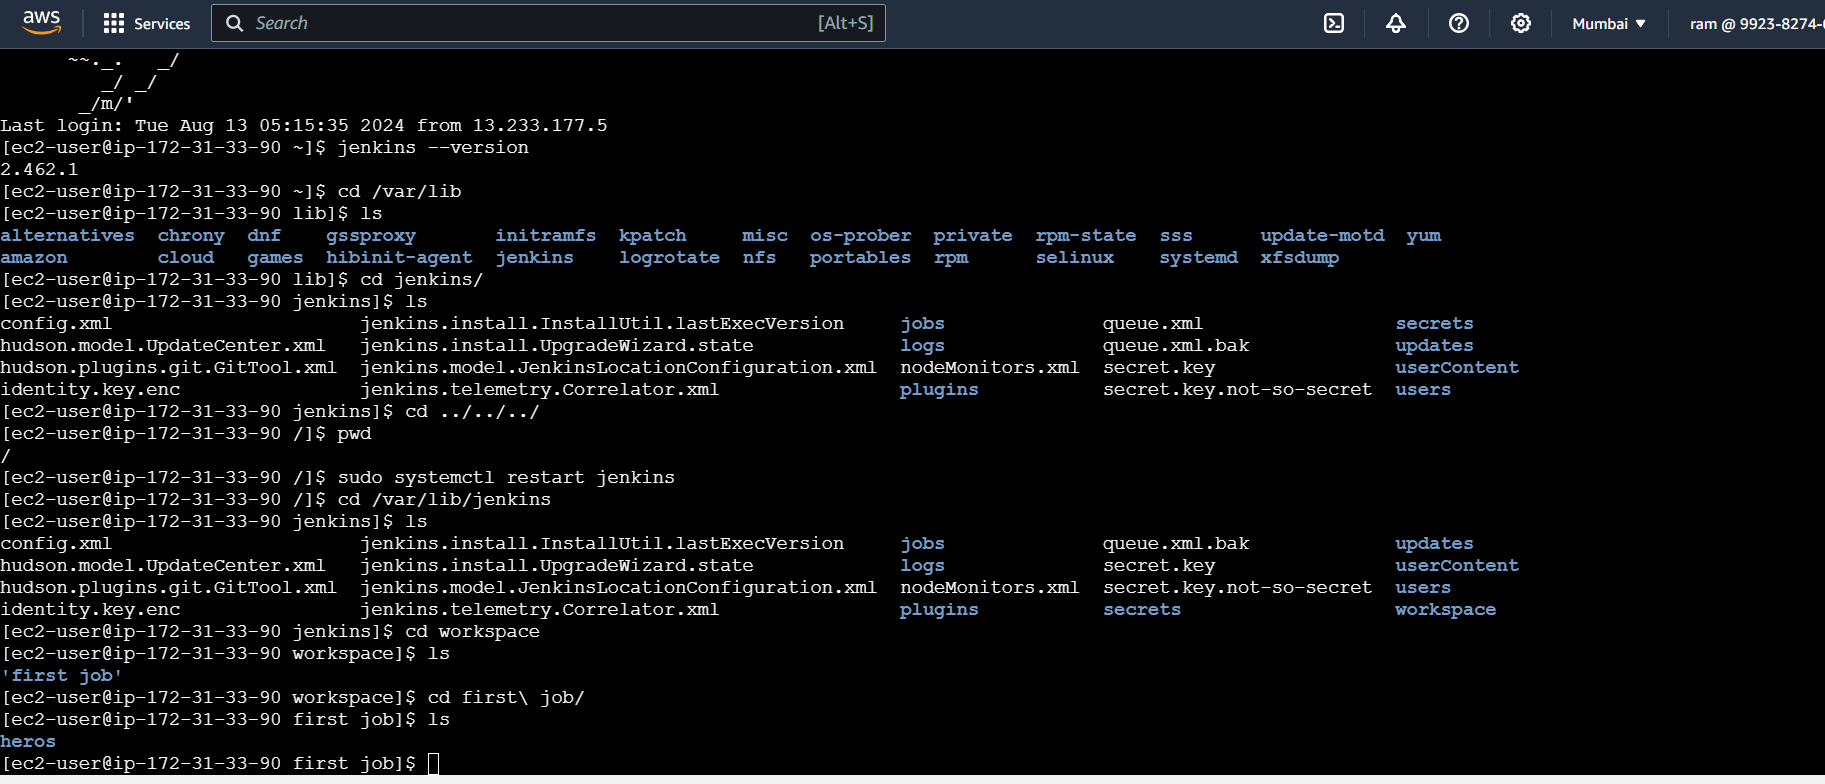 aws Services Search [Alt+S] Mumbai ▼ ram @ 9923-8274-
~~._.   _/
_/ _/
_/m/'
Last login: Tue Aug 13 05:15:35 2024 from 13.233.177.5
[ec2-user@ip-172-31-33-90 ~]$ jenkins --version
2.462.1
[ec2-user@ip-172-31-33-90 ~]$ cd /var/lib
[ec2-user@ip-172-31-33-90 lib]$ ls
alternatives  chrony  dnf    gssproxy       initramfs  kpatch     misc  os-prober  private  rpm-state  sss      update-motd  yum
amazon        cloud   games  hibinit-agent  jenkins    logrotate  nfs   portables  rpm      selinux    systemd  xfsdump
[ec2-user@ip-172-31-33-90 lib]$ cd jenkins/
[ec2-user@ip-172-31-33-90 jenkins]$ ls
config.xml                      jenkins.install.InstallUtil.lastExecVersion     jobs              queue.xml                 secrets
hudson.model.UpdateCenter.xml   jenkins.install.UpgradeWizard.state             logs              queue.xml.bak             updates
hudson.plugins.git.GitTool.xml  jenkins.model.JenkinsLocationConfiguration.xml  nodeMonitors.xml  secret.key                userContent
identity.key.enc                jenkins.telemetry.Correlator.xml                plugins           secret.key.not-so-secret  users
[ec2-user@ip-172-31-33-90 jenkins]$ cd ../../../
[ec2-user@ip-172-31-33-90 /]$ pwd
/
[ec2-user@ip-172-31-33-90 /]$ sudo systemctl restart jenkins
[ec2-user@ip-172-31-33-90 /]$ cd /var/lib/jenkins
[ec2-user@ip-172-31-33-90 jenkins]$ ls
config.xml                      jenkins.install.InstallUtil.lastExecVersion     jobs              queue.xml.bak             updates
hudson.model.UpdateCenter.xml   jenkins.install.UpgradeWizard.state             logs              secret.key                userContent
hudson.plugins.git.GitTool.xml  jenkins.model.JenkinsLocationConfiguration.xml  nodeMonitors.xml  secret.key.not-so-secret  users
identity.key.enc                jenkins.telemetry.Correlator.xml                plugins           secrets                   workspace
[ec2-user@ip-172-31-33-90 jenkins]$ cd workspace
[ec2-user@ip-172-31-33-90 workspace]$ ls
'first job'
[ec2-user@ip-172-31-33-90 workspace]$ cd first\ job/
[ec2-user@ip-172-31-33-90 first job]$ ls
heros
[ec2-user@ip-172-31-33-90 first job]$